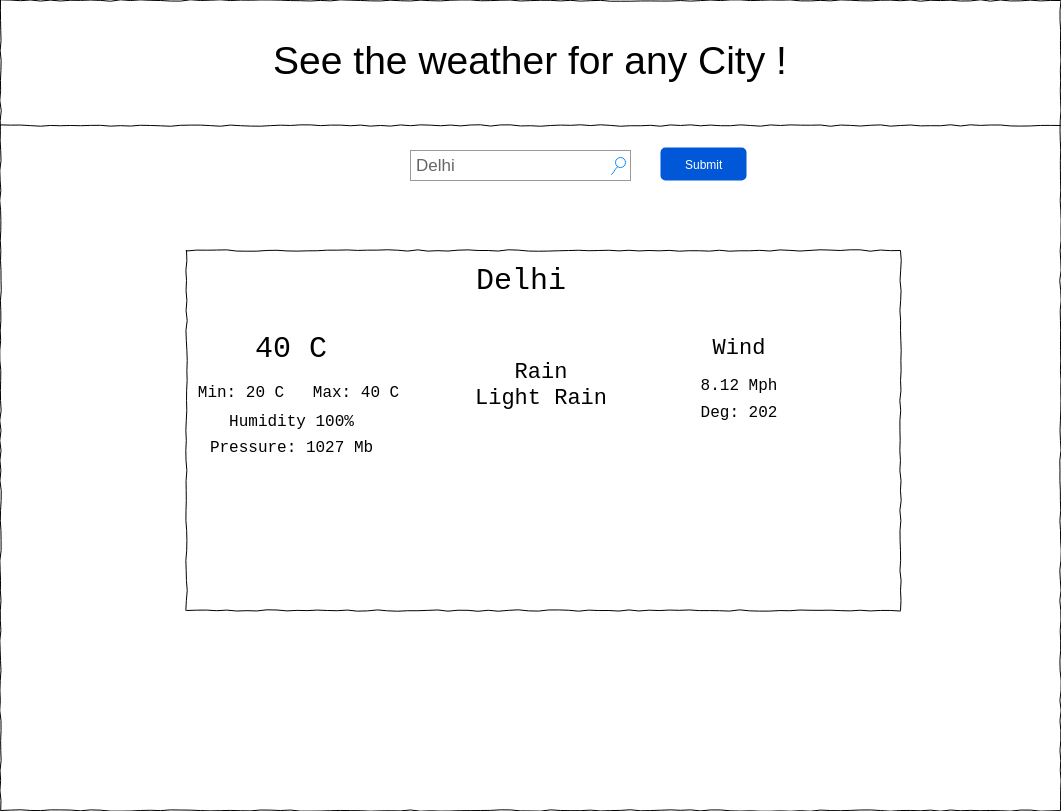 See the weather for any City !
Delhi
Submit
Delhi
40 C
Min: 20 C   Max: 40 C
Humidity 100%
Pressure: 1027 Mb
Rain
Light Rain
Wind
8.12 Mph
Deg: 202